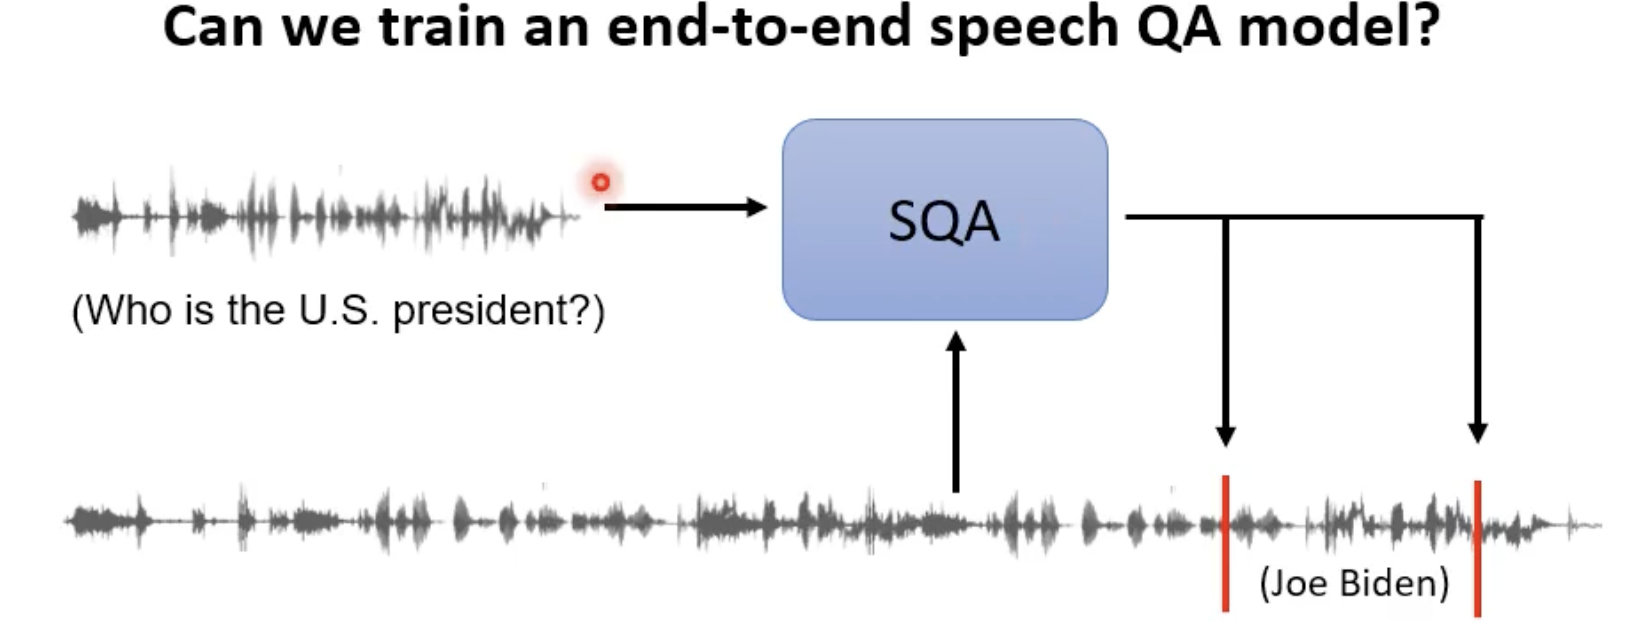 Can we train an end-to-end speech QA model?
SQA
(Who is the U.S. president?)
(Joe Biden)